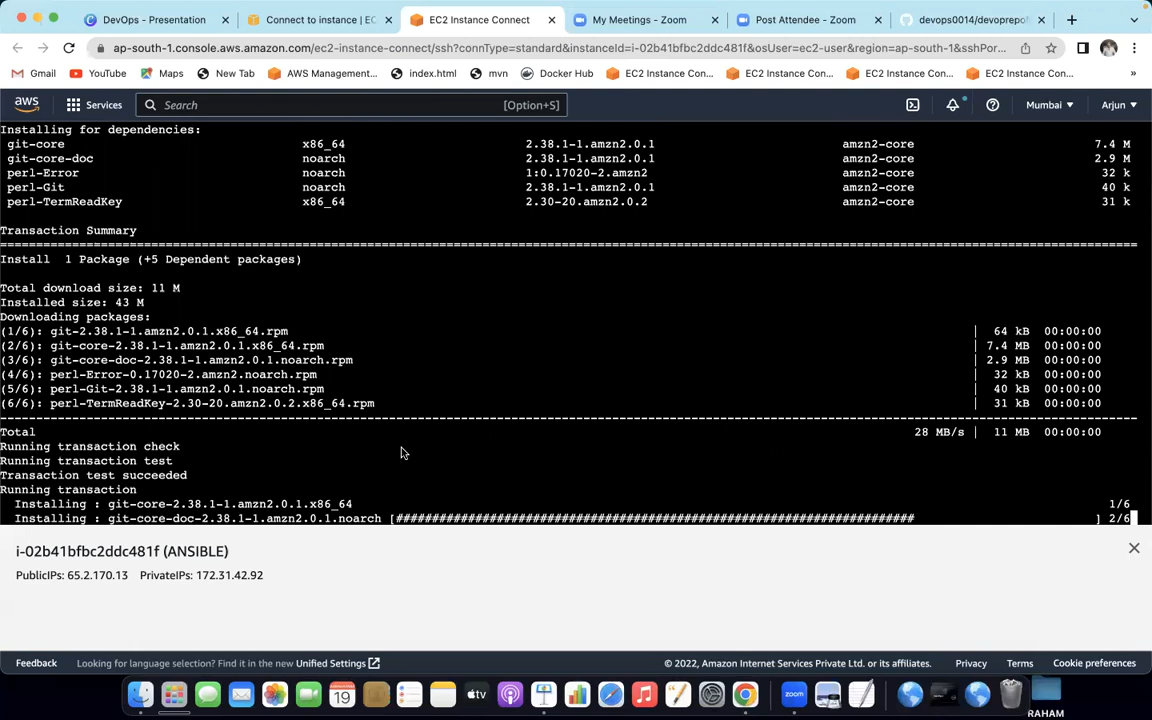 DevOps - Presentation
Connect to instance | EC
EC2 Instance Connect
My Meetings - Zoom
Post Attendee - Zoom
devops0014/devoprepo
ap-south-1.console.aws.amazon.com/ec2-instance-connect/ssh?connType=standard&instanceId=i-02b41bfbc2ddc481f&osUser=ec2-user&region=ap-south-1&sshPor...
Gmail YouTube Maps New Tab AWS Management... index.html mvn Docker Hub EC2 Instance Con... EC2 Instance Con... EC2 Instance Con... EC2 Instance Con... »
aws Services Search [Option+S] Mumbai Arjun
Installing for dependencies:
git-core x86_64 2.38.1-1.amzn2.0.1 amzn2-core 7.4 M
git-core-doc noarch 2.38.1-1.amzn2.0.1 amzn2-core 2.9 M
perl-Error noarch 1:0.17020-2.amzn2 amzn2-core 32 k
perl-Git noarch 2.38.1-1.amzn2.0.1 amzn2-core 40 k
perl-TermReadKey x86_64 2.30-20.amzn2.0.2 amzn2-core 31 k
Transaction Summary
================================================================================
Install 1 Package (+5 Dependent packages)
Total download size: 11 M
Installed size: 43 M
Downloading packages:
(1/6): git-2.38.1-1.amzn2.0.1.x86_64.rpm | 64 kB 00:00:00
(2/6): git-core-2.38.1-1.amzn2.0.1.x86_64.rpm | 7.4 MB 00:00:00
(3/6): git-core-doc-2.38.1-1.amzn2.0.1.noarch.rpm | 2.9 MB 00:00:00
(4/6): perl-Error-0.17020-2.amzn2.noarch.rpm | 32 kB 00:00:00
(5/6): perl-Git-2.38.1-1.amzn2.0.1.noarch.rpm | 40 kB 00:00:00
(6/6): perl-TermReadKey-2.30-20.amzn2.0.2.x86_64.rpm | 31 kB 00:00:00
--------------------------------------------------------------------------------
Total 28 MB/s | 11 MB 00:00:00
Running transaction check
Running transaction test
Transaction test succeeded
Running transaction
Installing : git-core-2.38.1-1.amzn2.0.1.x86_64 1/6
Installing : git-core-doc-2.38.1-1.amzn2.0.1.noarch [######################################################################## ] 2/6
i-02b41bfbc2ddc481f (ANSIBLE)
PublicIPs: 65.2.170.13 PrivateIPs: 172.31.42.92
Feedback Looking for language selection? Find it in the new Unified Settings © 2022, Amazon Internet Services Private Ltd. or its affiliates. Privacy Terms Cookie preferences
19
tv
zoom
RAHAM